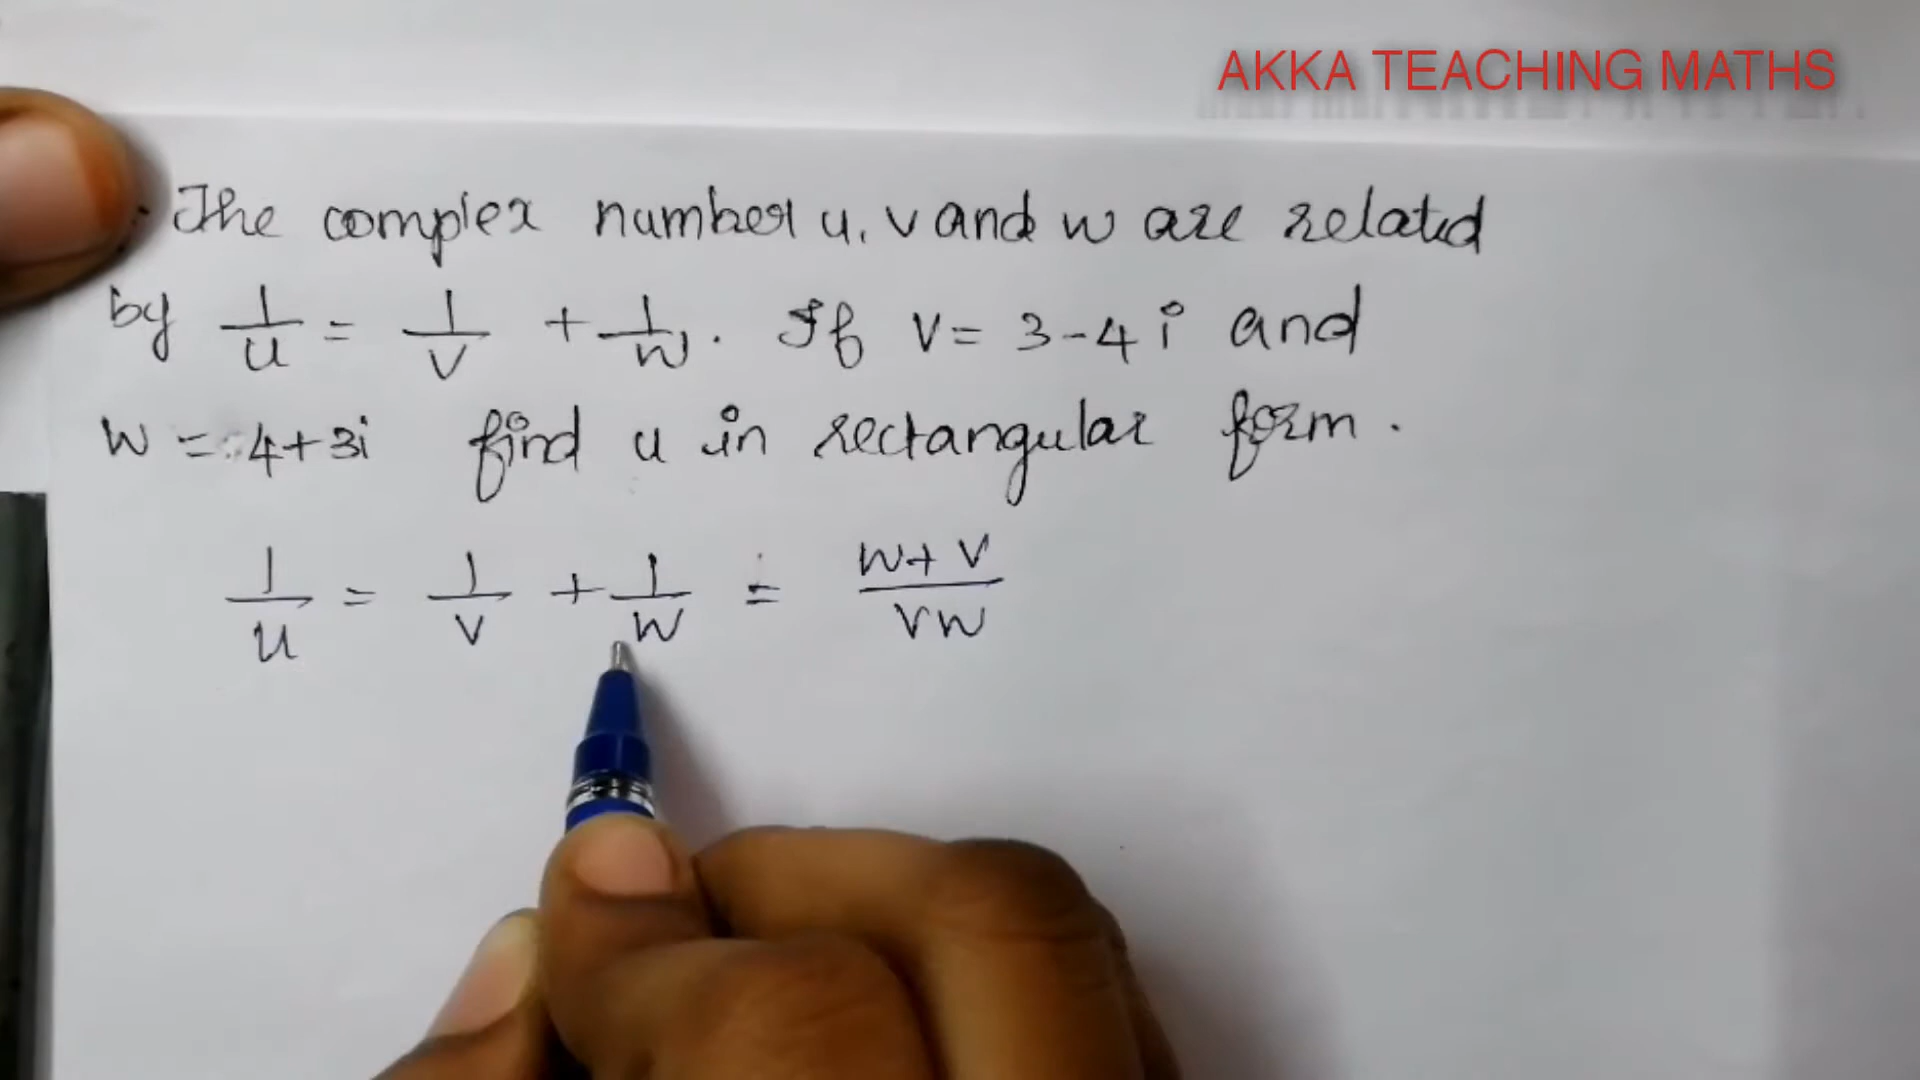 AKKA TEACHING MATHS
The complex number u, v and w are related
by 1/u = 1/v + 1/w. If v = 3-4i and
w = 4+3i find u in rectangular form.
1/u = 1/v + 1/w = w+v/vw